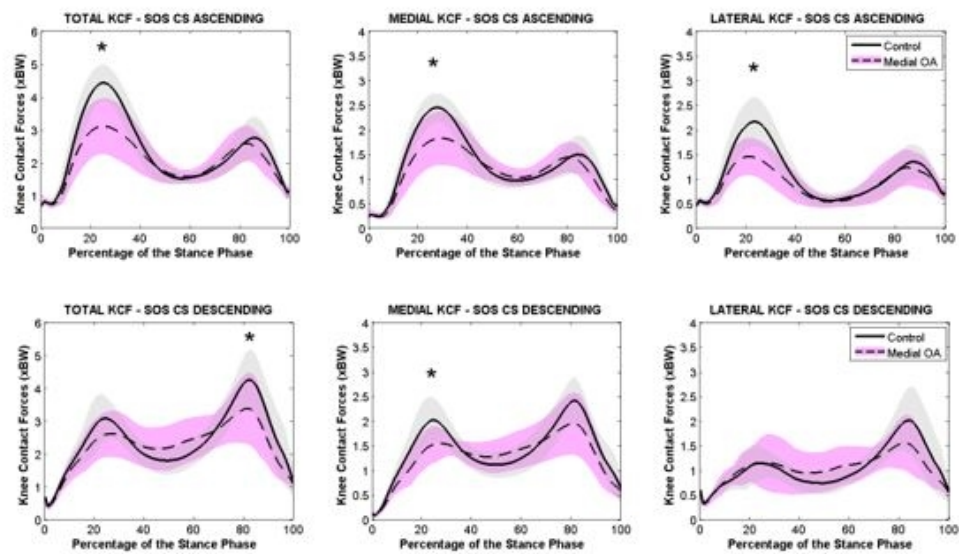 TOTAL KCF - SOS CS ASCENDING
MEDIAL KCF - SOS CS ASCENDING
LATERAL KCF - SOS CS ASCENDING
Knee Contact Forces (xBW)
6
5
4
3
2
1
0
*
0 20 40 60 80 100
Percentage of the Stance Phase
Knee Contact Forces (xBW)
4
3.5
3
2.5
2
1.5
1
0.5
0
*
0 20 40 60 80 100
Percentage of the Stance Phase
Knee Contact Forces (xBW)
4
3.5
3
2.5
2
1.5
1
0.5
0
*
Control
Medial OA
0 20 40 60 80 100
Percentage of the Stance Phase
TOTAL KCF - SOS CS DESCENDING
MEDIAL KCF - SOS CS DESCENDING
LATERAL KCF - SOS CS DESCENDING
Knee Contact Forces (xBW)
6
5
4
3
2
1
0
*
0 20 40 60 80 100
Percentage of the Stance Phase
Knee Contact Forces (xBW)
4
3.5
3
2.5
2
1.5
1
0.5
0
*
0 20 40 60 80 100
Percentage of the Stance Phase
Knee Contact Forces (xBW)
4
3.5
3
2.5
2
1.5
1
0.5
0
Control
Medial OA
0 20 40 60 80 100
Percentage of the Stance Phase